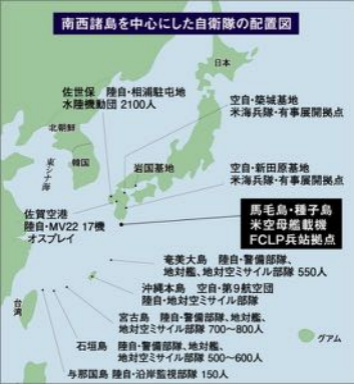 南西諸島を中心にした自衛隊の配置図
日本
佐世保 陸自・相浦駐屯地
水陸機動団 2100人
空自・築城基地
米海兵隊・有事展開拠点
北朝鮮
韓国
東シナ海
岩国基地
空自・新田原基地
米海兵隊・有事展開拠点
佐賀空港
陸自・MV22 17機
オスプレイ
馬毛島・種子島
米空母艦載機
FCLP兵站拠点
奄美大島 陸自・警備部隊、
地対艦、地対空ミサイル部隊 550人
沖縄本島 空自・第9航空団
陸自・地対空ミサイル部隊
台湾
宮古島 陸自・警備部隊、地対艦、
地対空ミサイル部隊 700～800人
グアム
石垣島 陸自・警備部隊、地対艦、
地対空ミサイル部隊 500～600人
与那国島 陸自・沿岸監視部隊 150人